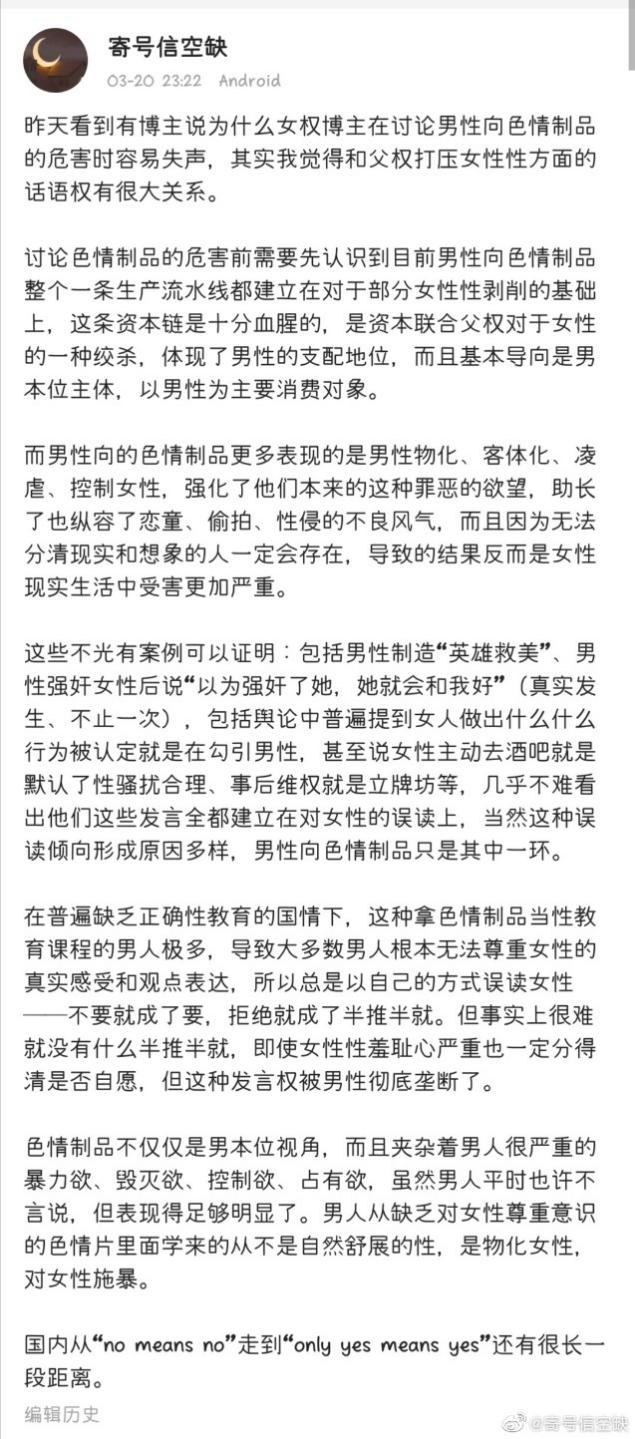 寄号信空缺
03-20 23:22 Android
昨天看到有博主说为什么女权博主在讨论男性向色情制品
的危害时容易失声，其实我觉得和父权打压女性性方面的
话语权有很大关系。
讨论色情制品的危害前需要先认识到目前男性向色情制品
整个一条生产流水线都建立在对于部分女性性剥削的基础
上，这条资本链是十分血腥的，是资本联合父权对于女性
的一种绞杀，体现了男性的支配地位，而且基本导向是男
本位主体，以男性为主要消费对象。
而男性向的色情制品更多表现的是男性物化、客体化、凌
虐、控制女性，强化了他们本来的这种罪恶的欲望，助长
了也纵容了恋童、偷拍、性侵的不良风气，而且因为无法
分清现实和想象的人一定会存在，导致的结果反而是女性
现实生活中受害更加严重。
这些不光有案例可以证明：包括男性制造“英雄救美”、男
性强奸女性后说“以为强奸了她，她就会和我好”（真实发
生、不止一次），包括舆论中普遍提到女人做出什么什么
行为被认定就是在勾引男性，甚至说女性主动去酒吧就是
默认了性骚扰合理、事后维权就是立牌坊等，几乎不难看
出他们这些发言全都建立在对女性的误读上，当然这种误
读倾向形成原因多样，男性向色情制品只是其中一环。
在普遍缺乏正确性教育的国情下，这种拿色情制品当性教
育课程的男人极多，导致大多数男人根本无法尊重女性的
真实感受和观点表达，所以总是以自己的方式误读女性
——不要就成了要，拒绝就成了半推半就。但事实上很难
就没有什么半推半就，即使女性性羞耻心严重也一定分得
清是否自愿，但这种发言权被男性彻底垄断了。
色情制品不仅仅是男本位视角，而且夹杂着男人很严重的
暴力欲、毁灭欲、控制欲、占有欲，虽然男人平时也许不
言说，但表现得足够明显了。男人从缺乏对女性尊重意识
的色情片里面学来的从不是自然舒展的性，是物化女性，
对女性施暴。
国内从“no means no”走到“only yes means yes”还有很长一
段距离。
编辑历史
@寄号信空缺